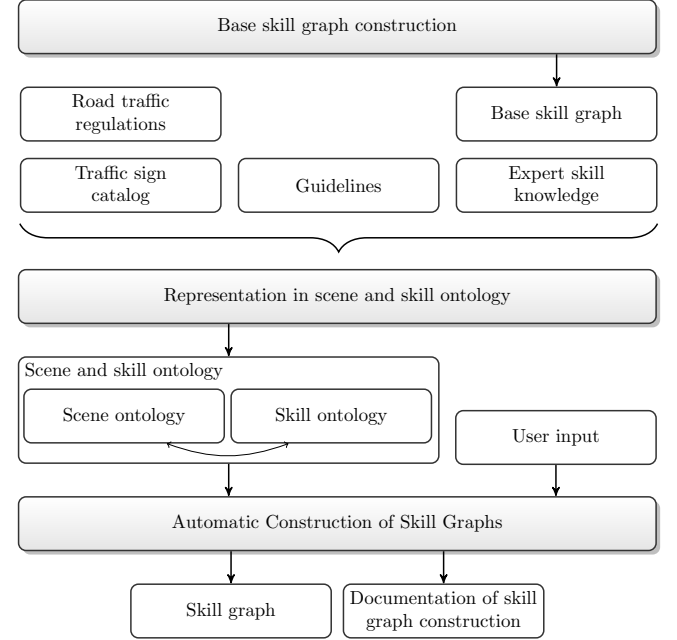 Base skill graph construction
Road traffic
regulations
Base skill graph
Traffic sign
catalog
Guidelines
Expert skill
knowledge
Representation in scene and skill ontology
Scene and skill ontology
Scene ontology
Skill ontology
User input
Automatic Construction of Skill Graphs
Skill graph
Documentation of skill
graph construction